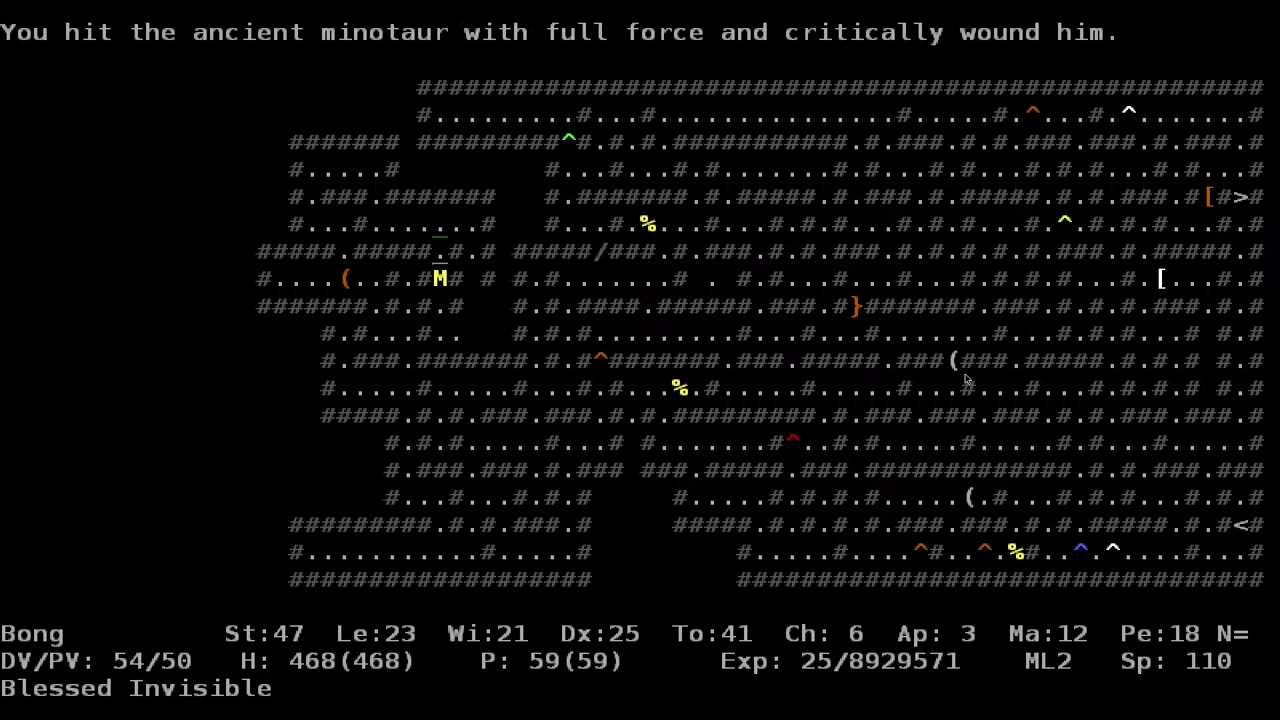 You hit the ancient minotaur with full force and critically wound him.
Bong St:47 Le:23 Wi:21 Dx:25 To:41 Ch: 6 Ap: 3 Ma:12 Pe:18 N=
DV/PV: 54/50 H: 468(468) P: 59(59) Exp: 25/8929571 ML2 Sp: 110
Blessed Invisible